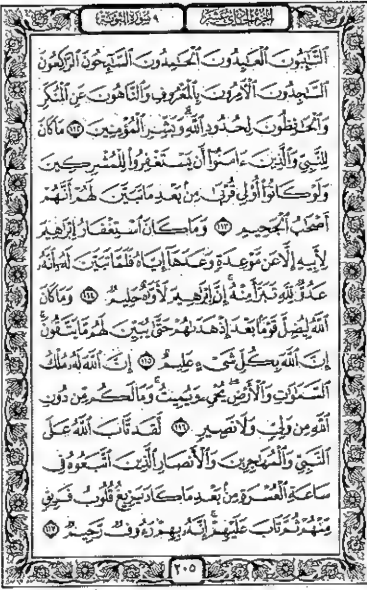 الجزء الحادي عشر
٩ سورة التوبة
ٱلتَّٰٓئِبُونَ ٱلْعَٰبِدُونَ ٱلْحَٰمِدُونَ ٱلسَّٰٓئِحُونَ ٱلرَّٰكِعُونَ
ٱلسَّٰجِدُونَ ٱلْءَامِرُونَ بِٱلْمَعْرُوفِ وَٱلنَّاهُونَ عَنِ ٱلْمُنكَرِ
وَٱلْحَٰفِظُونَ لِحُدُودِ ٱللَّهِ ۗ وَبَشِّرِ ٱلْمُؤْمِنِينَ ١١٢ مَا كَانَ
لِلنَّبِيِّ وَٱلَّذِينَ ءَامَنُوٓا۟ أَن يَسْتَغْفِرُوا۟ لِلْمُشْرِكِينَ
وَلَوْ كَانُوٓا۟ أُو۟لِى قُرْبَىٰ مِنۢ بَعْدِ مَا تَبَيَّنَ لَهُمْ أَنَّهُمْ
أَصْحَٰبُ ٱلْجَحِيمِ ١١٣ وَمَا كَانَ ٱسْتِغْفَارُ إِبْرَٰهِيمَ
لِأَبِيهِ إِلَّا عَن مَّوْعِدَةٍ وَعَدَهَآ إِيَّاهُ فَلَمَّا تَبَيَّنَ لَهُۥٓ أَنَّهُۥ
عَدُوٌّ لِّلَّهِ تَبَرَّأَ مِنْهُ ۚ إِنَّ إِبْرَٰهِيمَ لَأَوَّٰهٌ حَلِيمٌ ١١٤ وَمَا كَانَ
ٱللَّهُ لِيُضِلَّ قَوْمًۢا بَعْدَ إِذْ هَدَىٰهُمْ حَتَّىٰ يُبَيِّنَ لَهُم مَّا يَتَّقُونَ ۚ
إِنَّ ٱللَّهَ بِكُلِّ شَىْءٍ عَلِيمٌ ١١٥ إِنَّ ٱللَّهَ لَهُۥ مُلْكُ
ٱلسَّمَٰوَٰتِ وَٱلْأَرْضِ ۖ يُحْىِۦ وَيُمِيتُ ۚ وَمَا لَكُم مِّن دُونِ
ٱللَّهِ مِن وَلِىٍّ وَلَا نَصِيرٍ ١١٦ لَّقَد تَّابَ ٱللَّهُ عَلَى
ٱلنَّبِىِّ وَٱلْمُهَٰجِرِينَ وَٱلْأَنصَارِ ٱلَّذِينَ ٱتَّبَعُوهُ فِى
سَاعَةِ ٱلْعُسْرَةِ مِنۢ بَعْدِ مَا كَادَ يَزِيغُ قُلُوبُ فَرِيقٍ
مِّنْهُمْ ثُمَّ تَابَ عَلَيْهِمْ ۚ إِنَّهُۥ بِهِمْ رَءُوفٌ رَّحِيمٌ ١١٧
٢٠٥